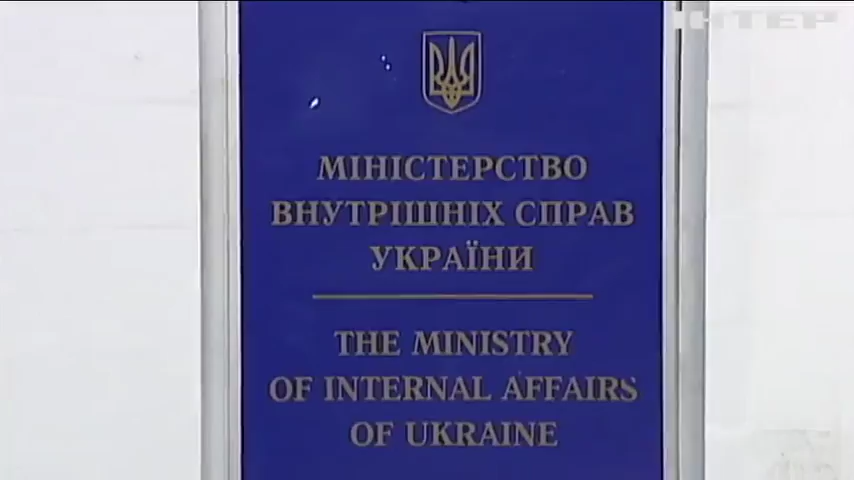 ІНТЕР
МІНІСТЕРСТВО
ВНУТРІШНІХ СПРАВ
УКРАЇНИ
THE MINISTRY
OF INTERNAL AFFAIRS
OF UKRAINE